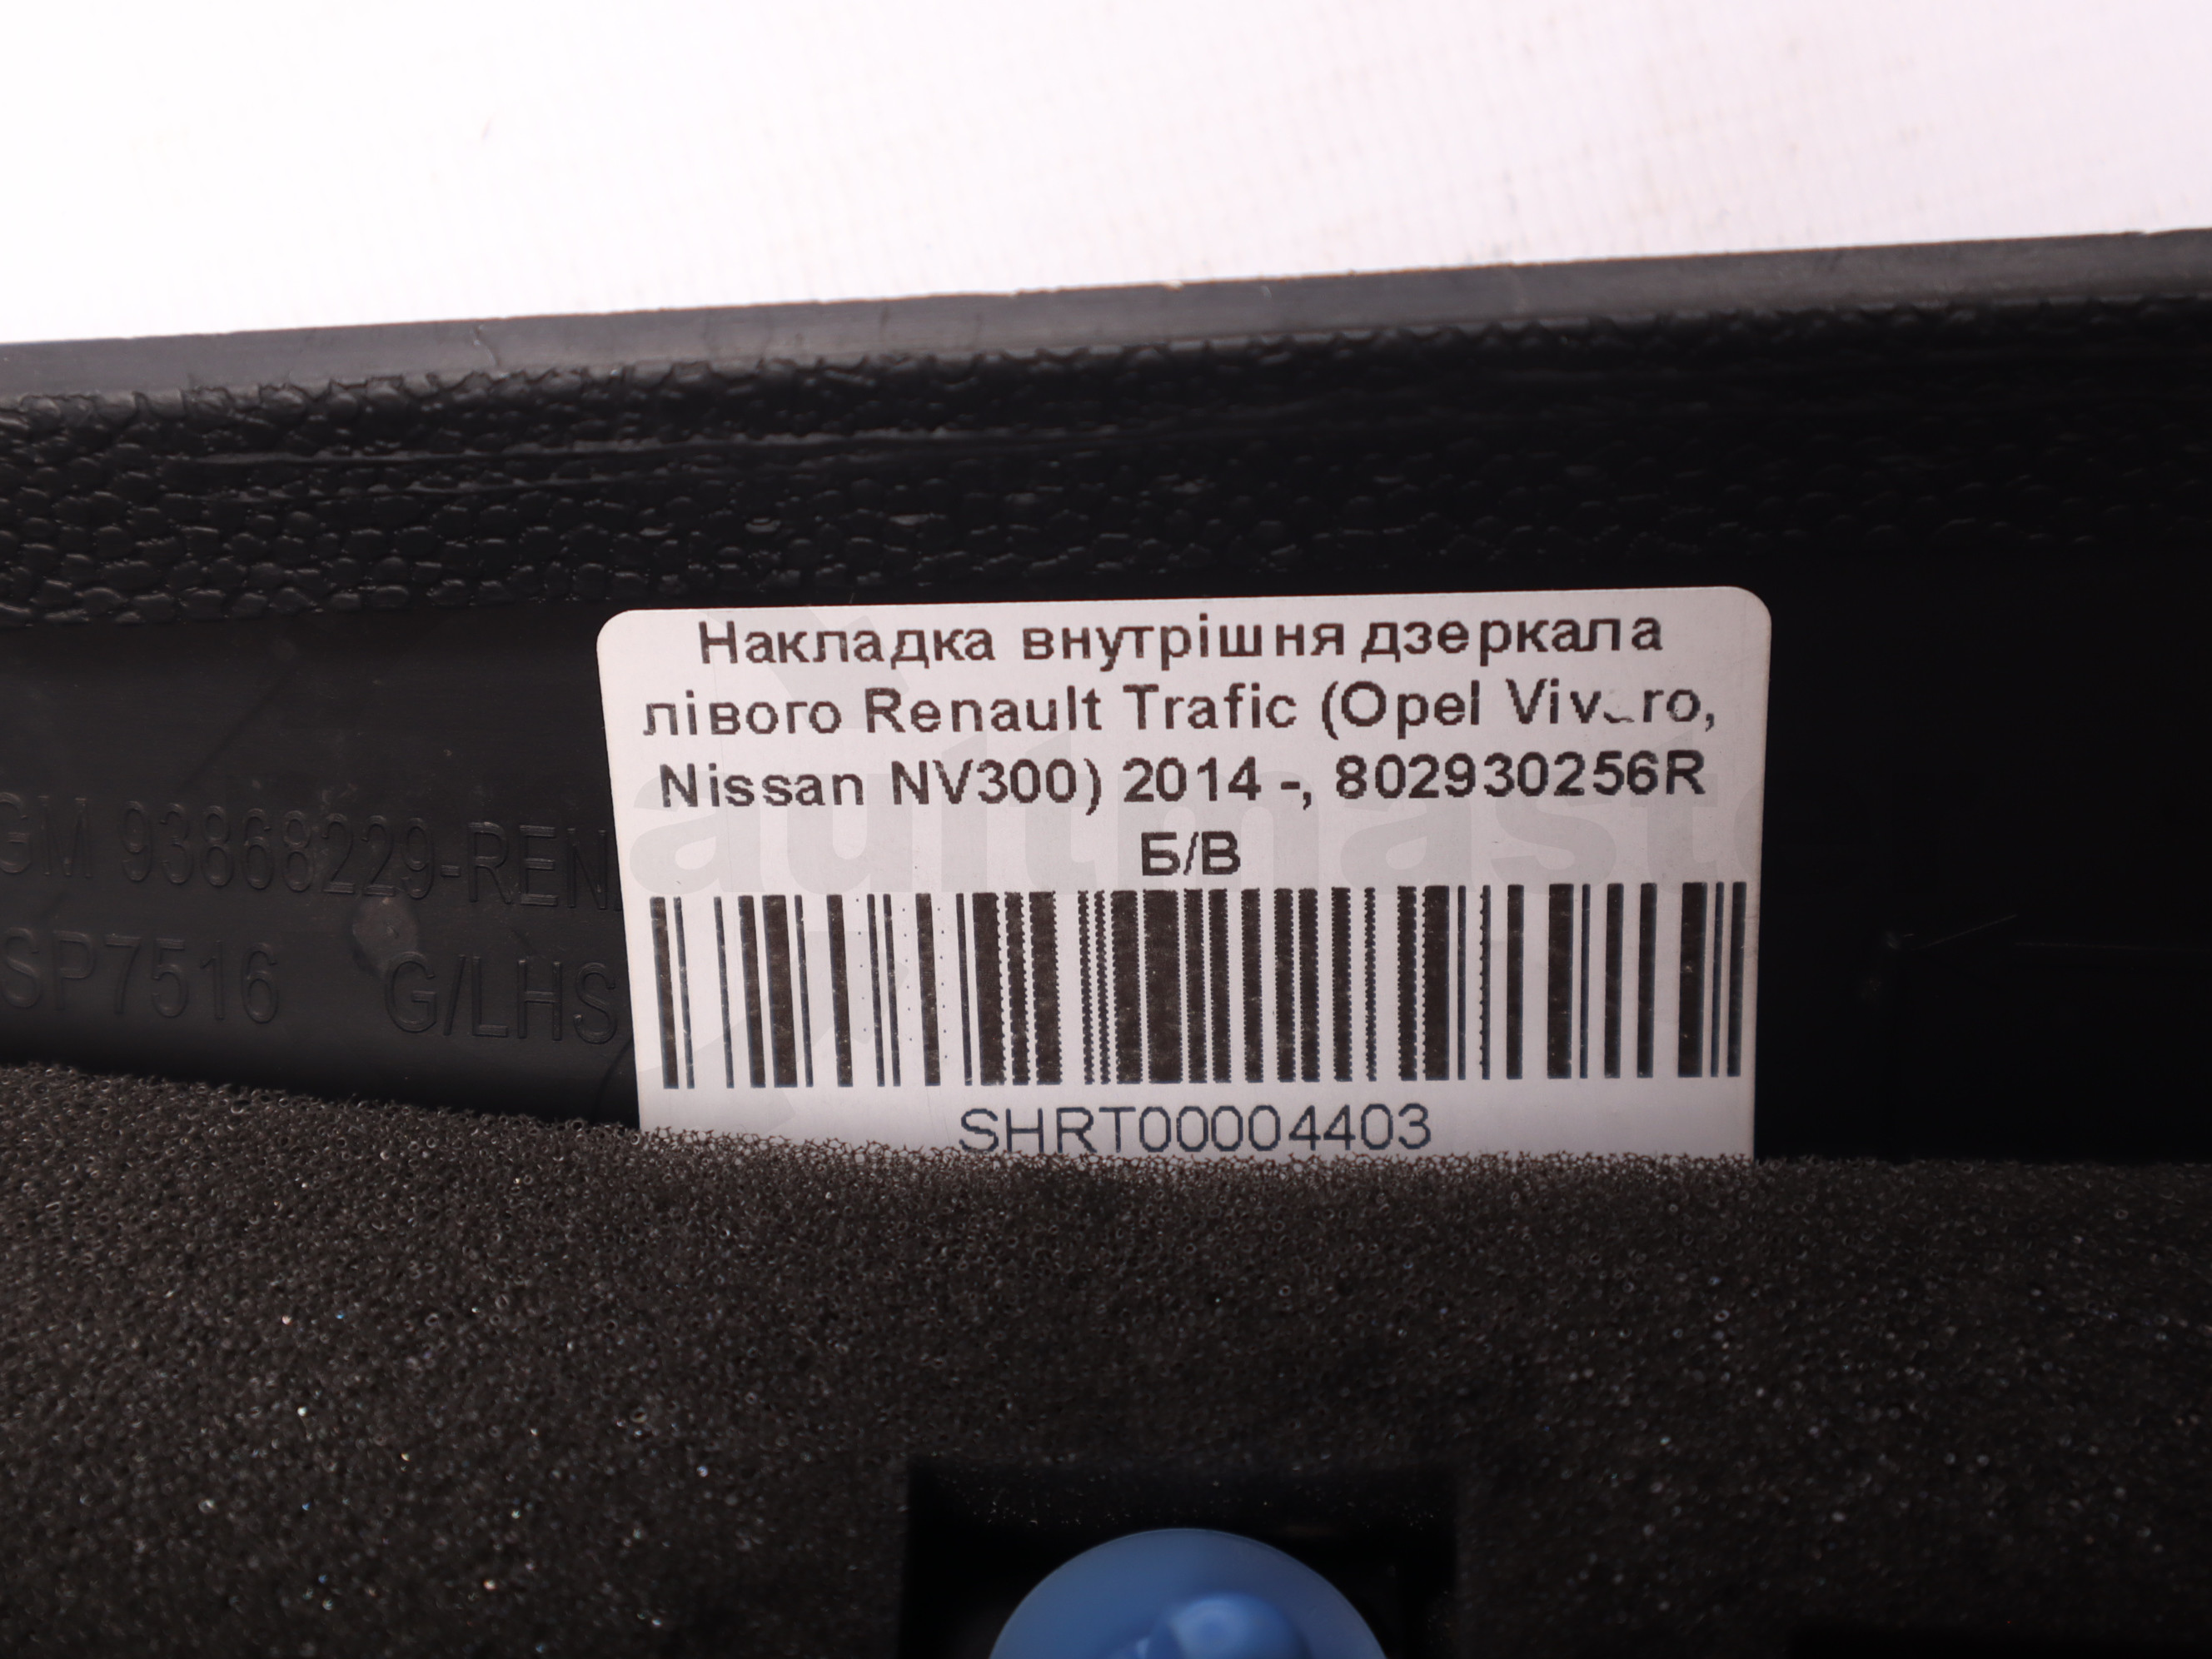 Накладка внутрішня дзеркала
лівого Renault Trafic (Opel Vivaro,
Nissan NV300) 2014 -, 802930256R
Б/В
SHRT00004403
GM 93868229-REN
SP7516 G/LHS